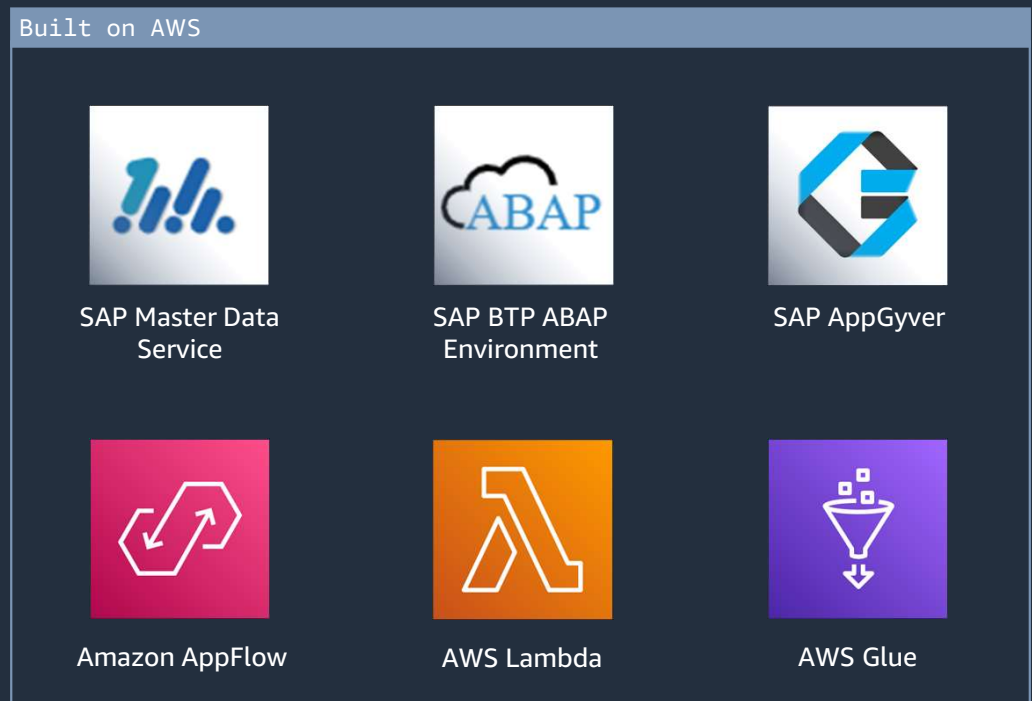 Built on AWS
ABAP
SAP Master Data
Service
SAP BTP ABAP
Environment
SAP AppGyver
Amazon AppFlow
AWS Lambda
AWS Glue